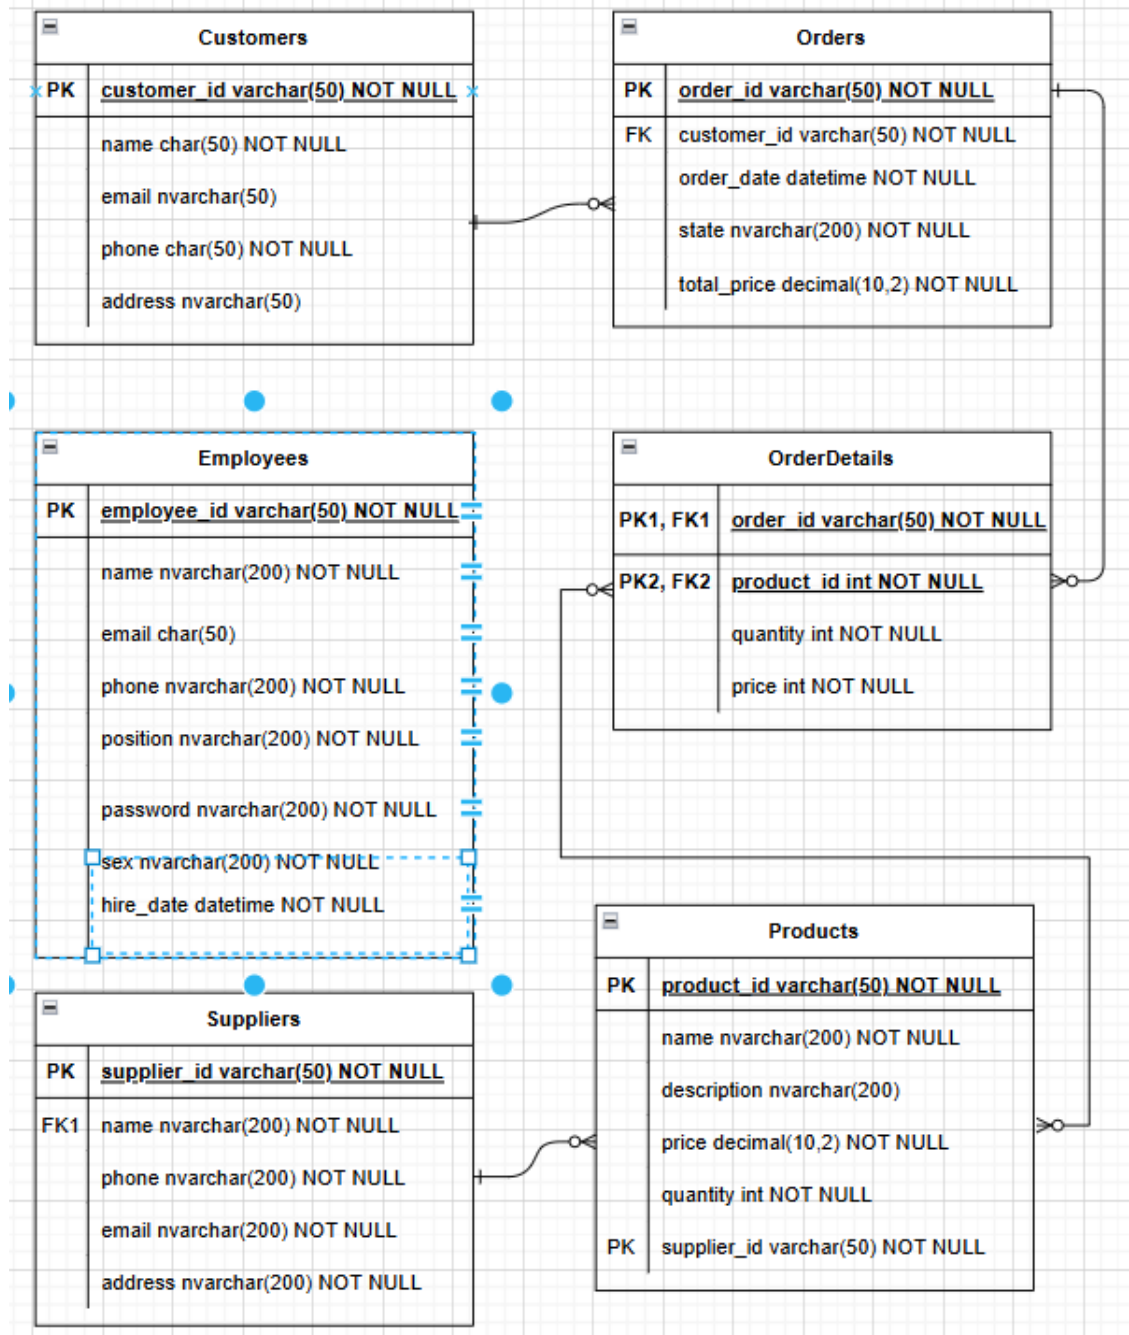 Customers
PK customer_id varchar(50) NOT NULL
name char(50) NOT NULL
email nvarchar(50)
phone char(50) NOT NULL
address nvarchar(50)
Orders
PK order_id varchar(50) NOT NULL
FK customer_id varchar(50) NOT NULL
order_date datetime NOT NULL
state nvarchar(200) NOT NULL
total_price decimal(10,2) NOT NULL
Employees
PK employee_id varchar(50) NOT NULL
name nvarchar(200) NOT NULL
email char(50)
phone nvarchar(200) NOT NULL
position nvarchar(200) NOT NULL
password nvarchar(200) NOT NULL
sex nvarchar(200) NOT NULL
hire_date datetime NOT NULL
OrderDetails
PK1, FK1 order_id varchar(50) NOT NULL
PK2, FK2 product_id int NOT NULL
quantity int NOT NULL
price int NOT NULL
Suppliers
PK supplier_id varchar(50) NOT NULL
FK1 name nvarchar(200) NOT NULL
phone nvarchar(200) NOT NULL
email nvarchar(200) NOT NULL
address nvarchar(200) NOT NULL
Products
PK product_id varchar(50) NOT NULL
name nvarchar(200) NOT NULL
description nvarchar(200)
price decimal(10,2) NOT NULL
quantity int NOT NULL
PK supplier_id varchar(50) NOT NULL